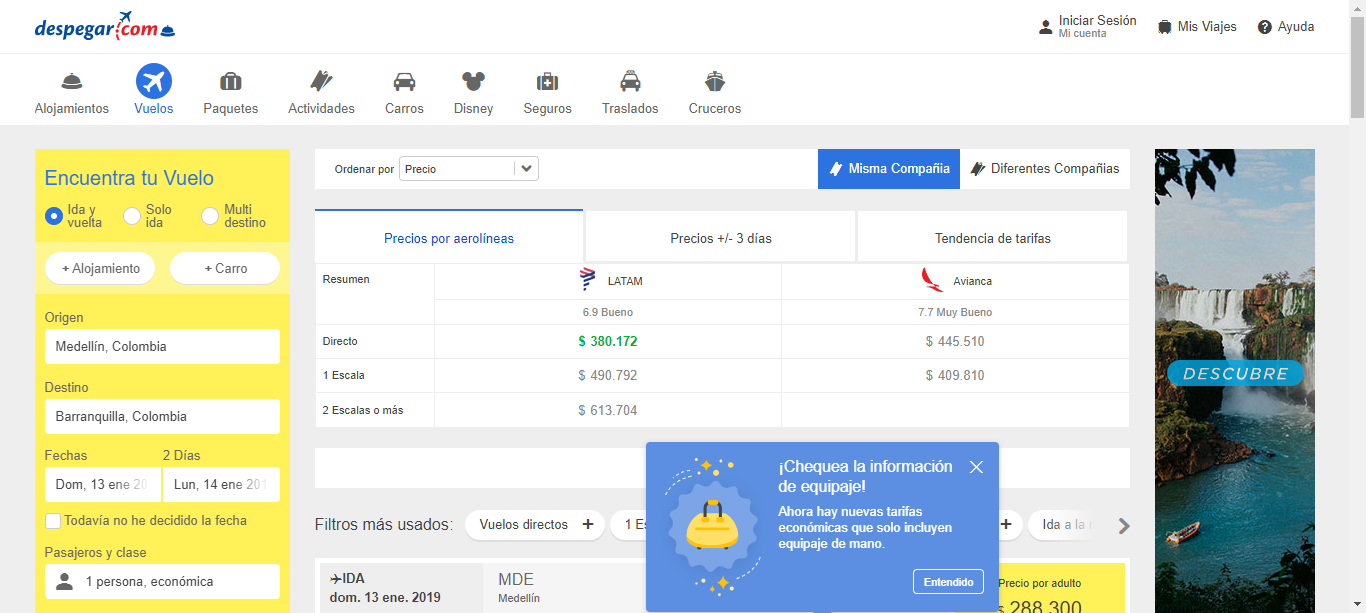 despegar.com
Iniciar Sesión
Mi cuenta
Mis Viajes
Ayuda
Alojamientos
Vuelos
Paquetes
Actividades
Carros
Disney
Seguros
Traslados
Cruceros
Encuentra tu Vuelo
Ida y vuelta
Solo ida
Multi destino
+ Alojamiento
+ Carro
Origen
Medellín, Colombia
Destino
Barranquilla, Colombia
Fechas
2 Días
Dom, 13 ene 20
Lun, 14 ene 201
Todavía no he decidido la fecha
Pasajeros y clase
1 persona, económica
Ordenar por
Precio
Misma Compañia
Diferentes Compañias
Precios por aerolíneas
Precios +/- 3 días
Tendencia de tarifas
Resumen
LATAM
Avianca
6.9 Bueno
7.7 Muy Bueno
Directo
$ 380.172
$ 445.510
1 Escala
$ 490.792
$ 409.810
2 Escalas o más
$ 613.704
Filtros más usados:
Vuelos directos +
1 Es
+
Ida a la
¡Chequea la información
de equipaje!
Ahora hay nuevas tarifas
económicas que solo incluyen
equipaje de mano.
Entendido
IDA
dom. 13 ene. 2019
MDE
Medellín
Precio por adulto
$ 288.300
DESCUBRE